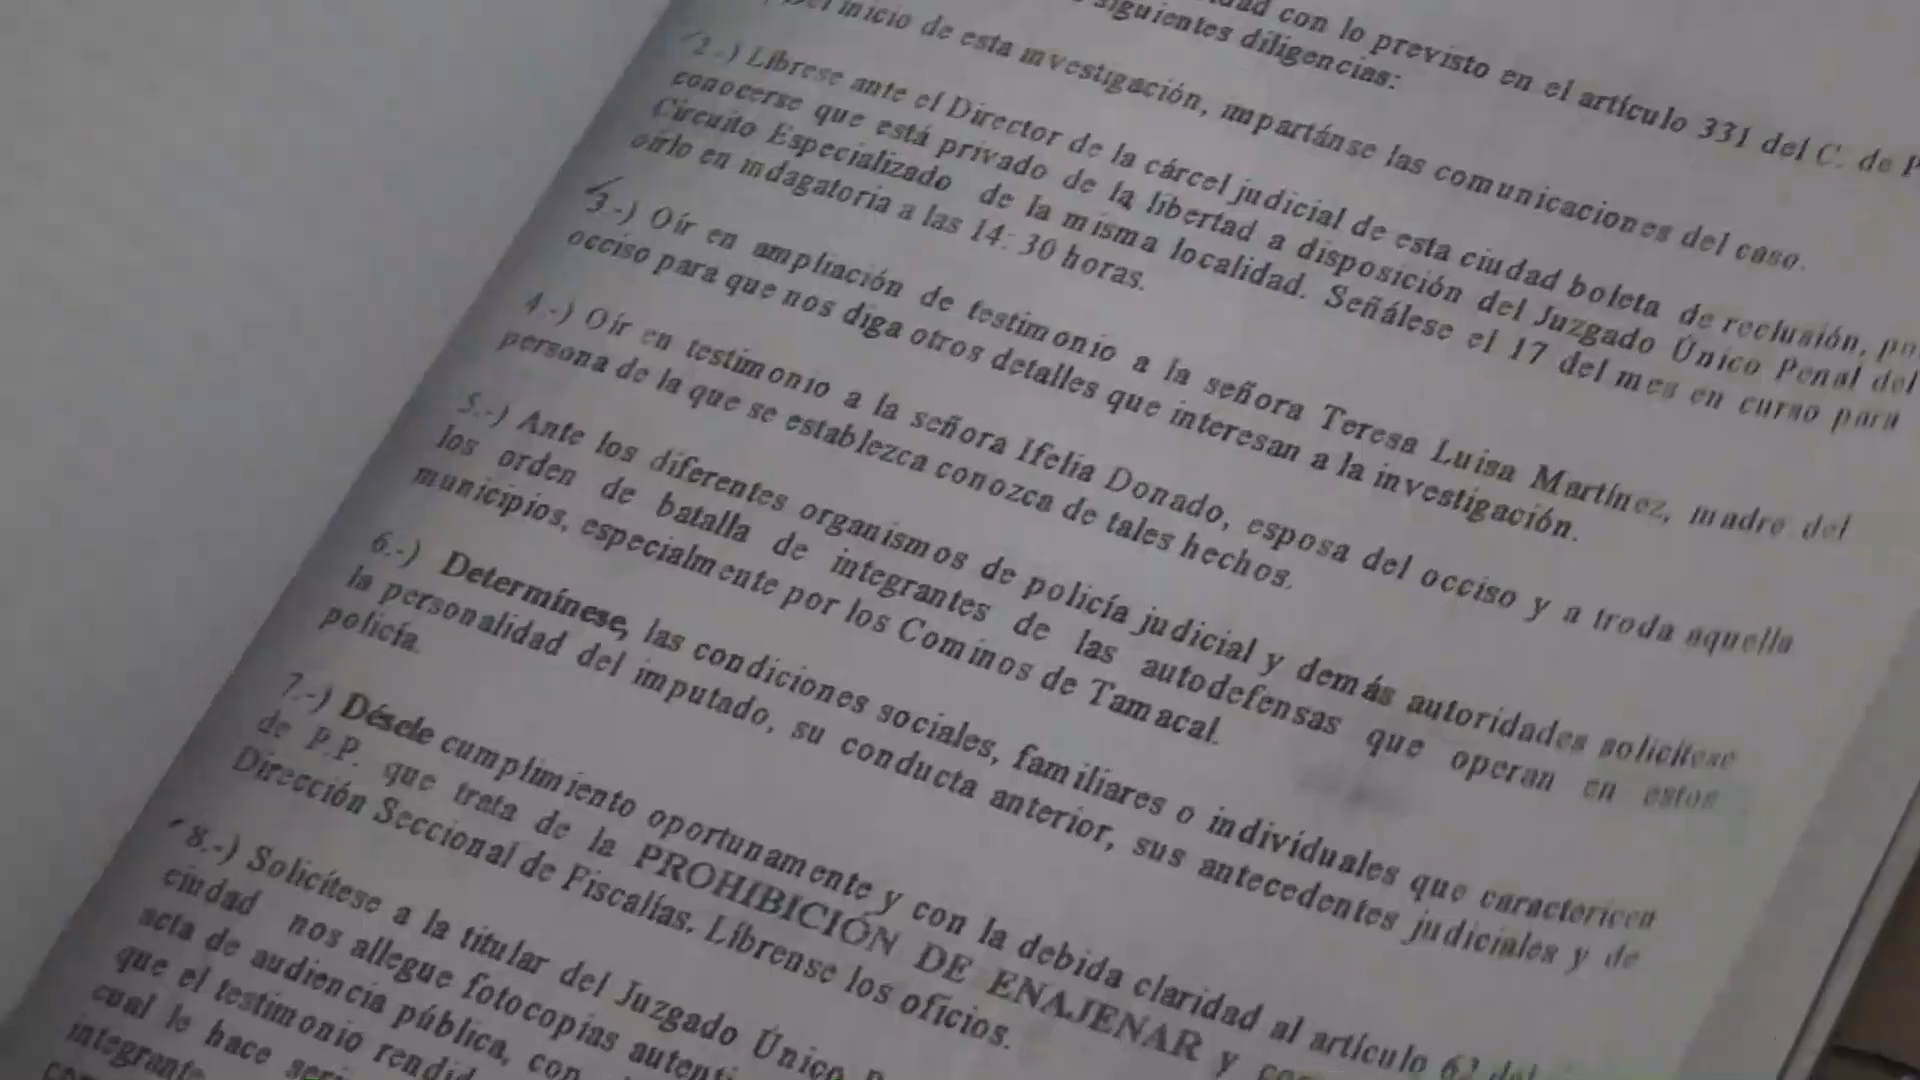 con lo previsto en el artículo 331 del C. de P
siguientes diligencias:
inicio de esta investigación, impartánse las comunicaciones del caso.
2.-) Líbrese ante el Director de la cárcel judicial de esta ciudad boleta de reclusión, po
conocerse que está privado de la libertad a disposición del Juzgado Único Penal del
Circuito Especializado de la misma localidad. Señálese el 17 del mes en curso para
oírlo en indagatoria a las 14:30 horas.
3-) Oír en ampliación de testimonio a la señora Teresa Luisa Martínez, madre del
occiso para que nos diga otros detalles que interesan a la investigación.
4-) Oír en testimonio a la señora Ifelia Donado, esposa del occiso y a troda aquella
persona de la que se establezca conozca de tales hechos.
5.-) Ante los diferentes organismos de policía judicial y demás autoridades solicítese
los orden de batalla de integrantes de las autodefensas que operan en estos
municipios, especialmente por los Cominos de Tamacal.
6.-) Determínese, las condiciones sociales, familiares o individuales que caractericen
la personalidad del imputado, su conducta anterior, sus antecedentes judiciales y de
policía.
7.-) Désele cumplimiento oportunamente y con la debida claridad al artículo 62 del
de P.P. que trata de la PROHIBICIÓN DE ENAJENAR y
Dirección Seccional de Fiscalías. Líbrense los oficios.
8.-) Solicítese a la titular del Juzgado Único
ciudad nos allegue fotocopias
acta de audiencia pública, con
que el testimonio
cual le hace